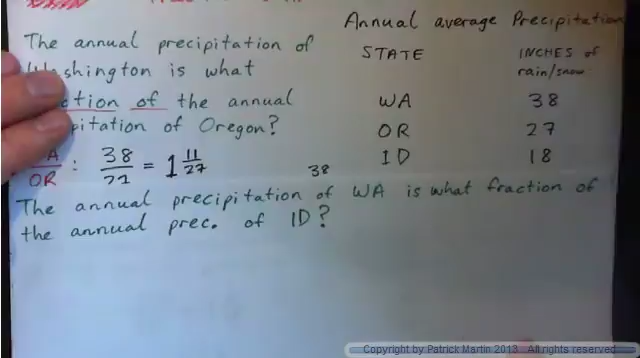 Annual average Precipitation
The annual precipitation of
STATE INCHES of
rain/snow
Washington is what
of the annual
WA 38
of Oregon?
OR 27
: 38/27 = 1 11/27
OR
ID 18
38
The annual precipitation of WA is what fraction of
the annual prec. of ID?
Copyright by Patrick Martin 2013 All rights reserved